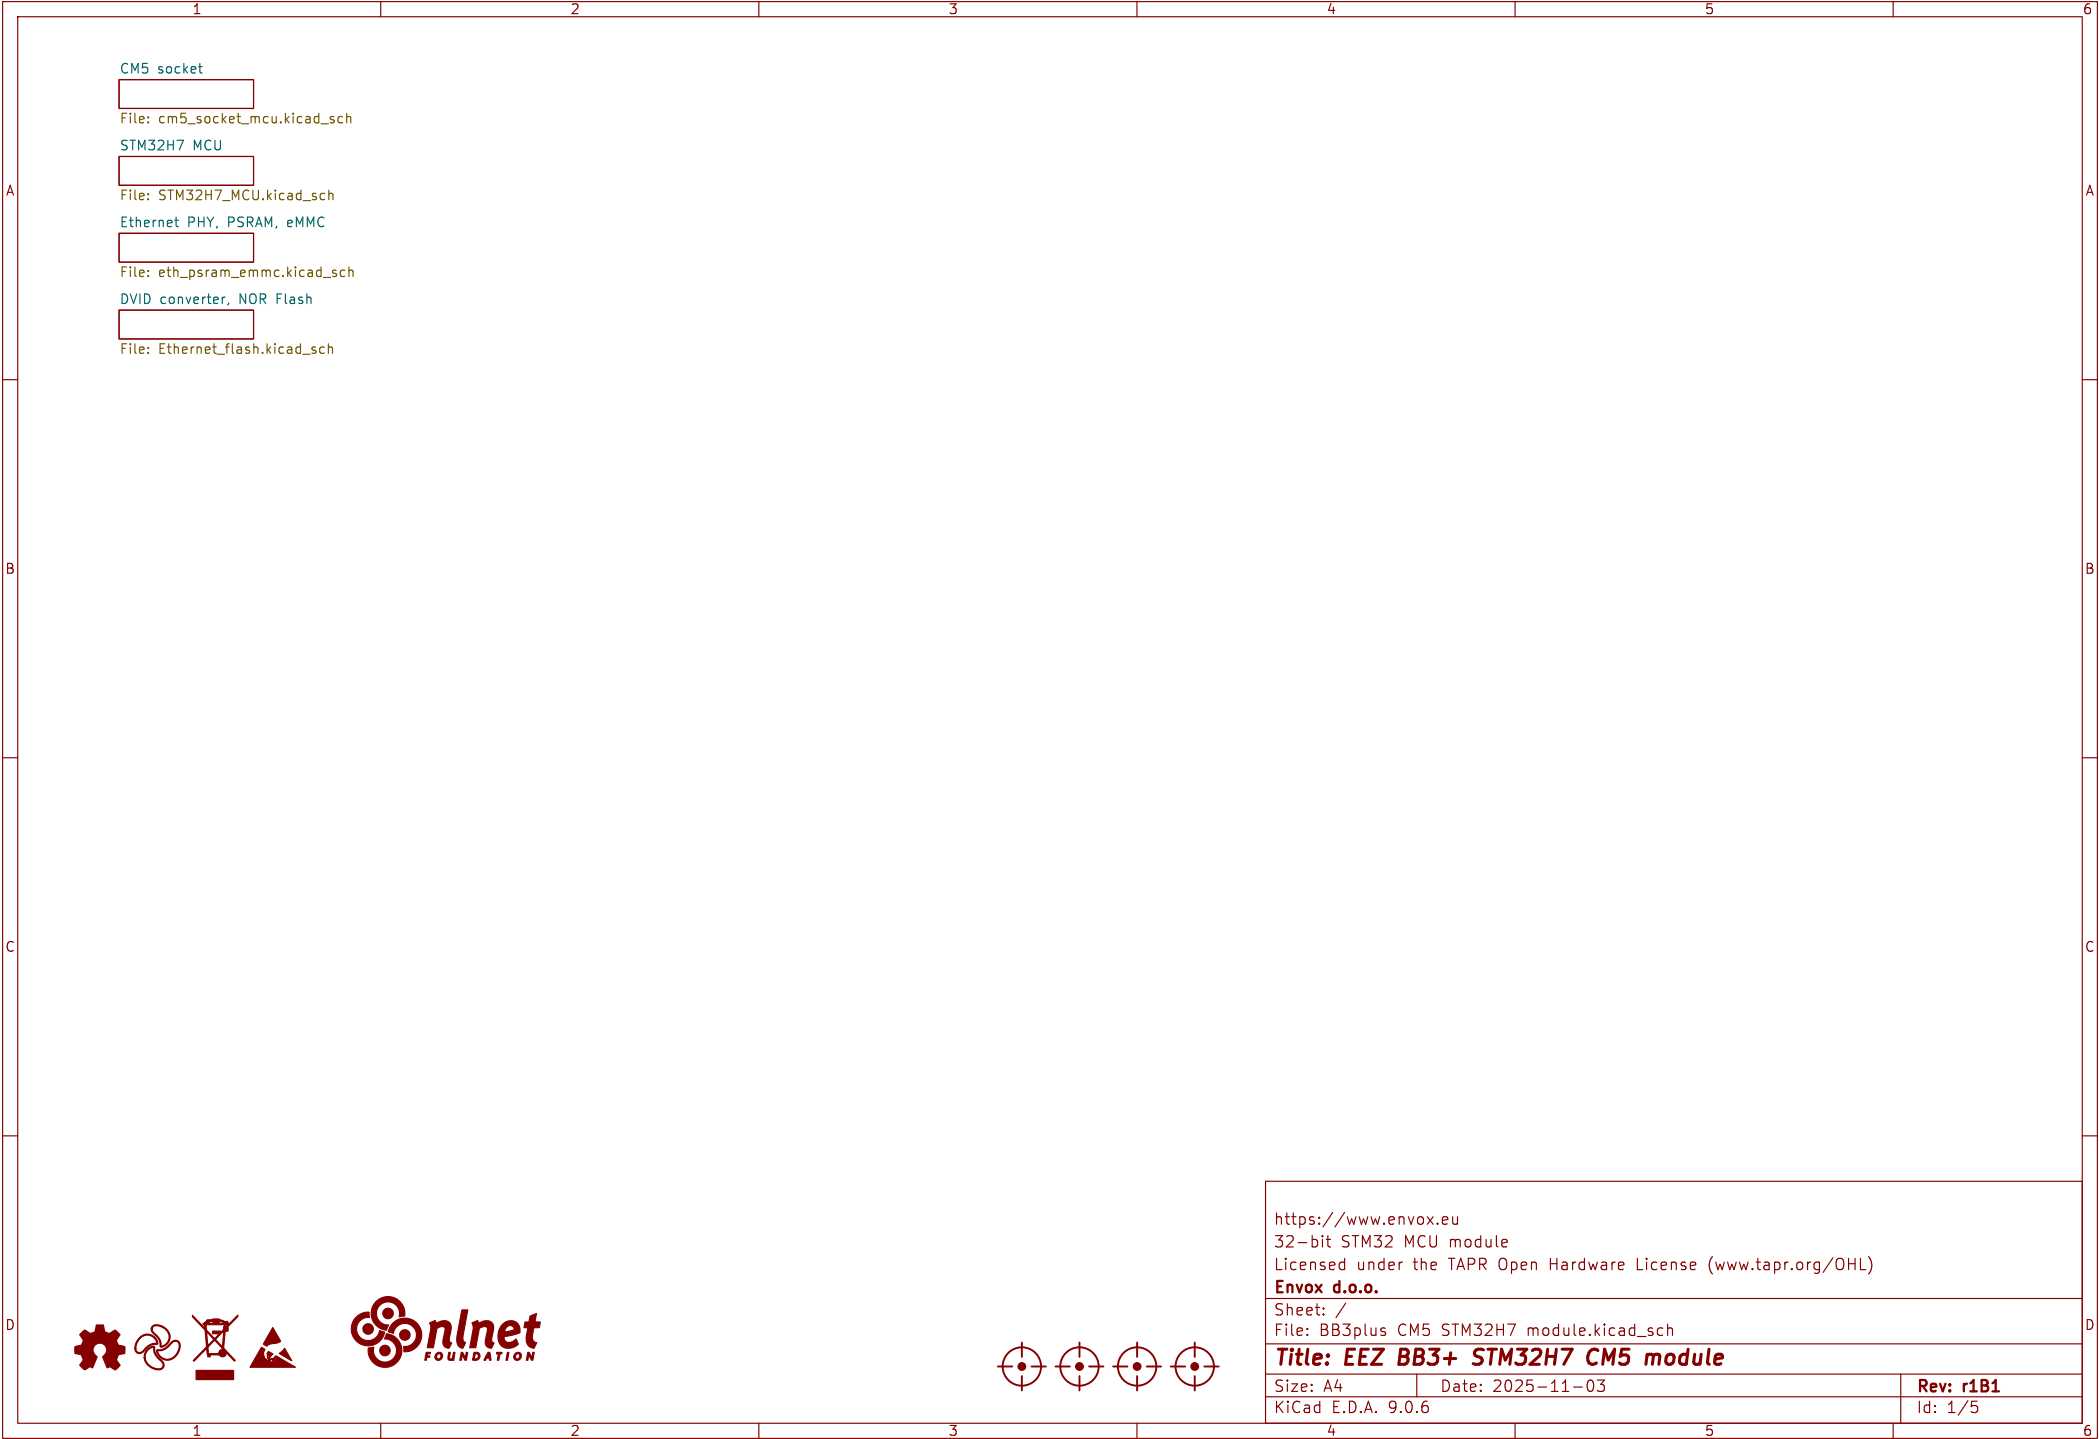 1 2 3 4 5 6
CM5 socket
File: cm5_socket_mcu.kicad_sch
STM32H7 MCU
A A
File: STM32H7_MCU.kicad_sch
Ethernet PHY, PSRAM, eMMC
File: eth_psram_emmc.kicad_sch
DVID converter, NOR Flash
File: Ethernet_flash.kicad_sch
B B
C C
https://www.envox.eu
32-bit STM32 MCU module
Licensed under the TAPR Open Hardware License (www.tapr.org/OHL)
Envox d.o.o.
Sheet: /
D D
File: BB3plus CM5 STM32H7 module.kicad_sch
nlnet
FOUNDATION
Title: EEZ BB3+ STM32H7 CM5 module
Size: A4 Date: 2025-11-03 Rev: r1B1
KiCad E.D.A. 9.0.6 Id: 1/5
1 2 3 4 5 6